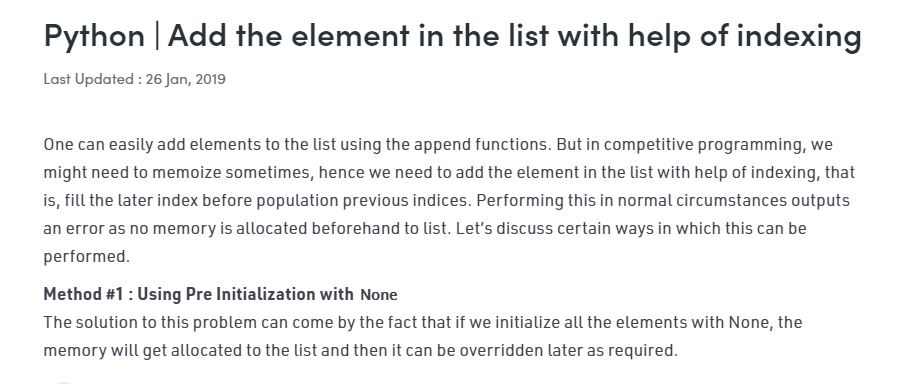 Python | Add the element in the list with help of indexing
Last Updated : 26 Jan, 2019
One can easily add elements to the list using the append functions. But in competitive programming, we
might need to memoize sometimes, hence we need to add the element in the list with help of indexing, that
is, fill the later index before population previous indices. Performing this in normal circumstances outputs
an error as no memory is allocated beforehand to list. Let’s discuss certain ways in which this can be
performed.
Method #1 : Using Pre Initialization with None
The solution to this problem can come by the fact that if we initialize all the elements with None, the
memory will get allocated to the list and then it can be overridden later as required.